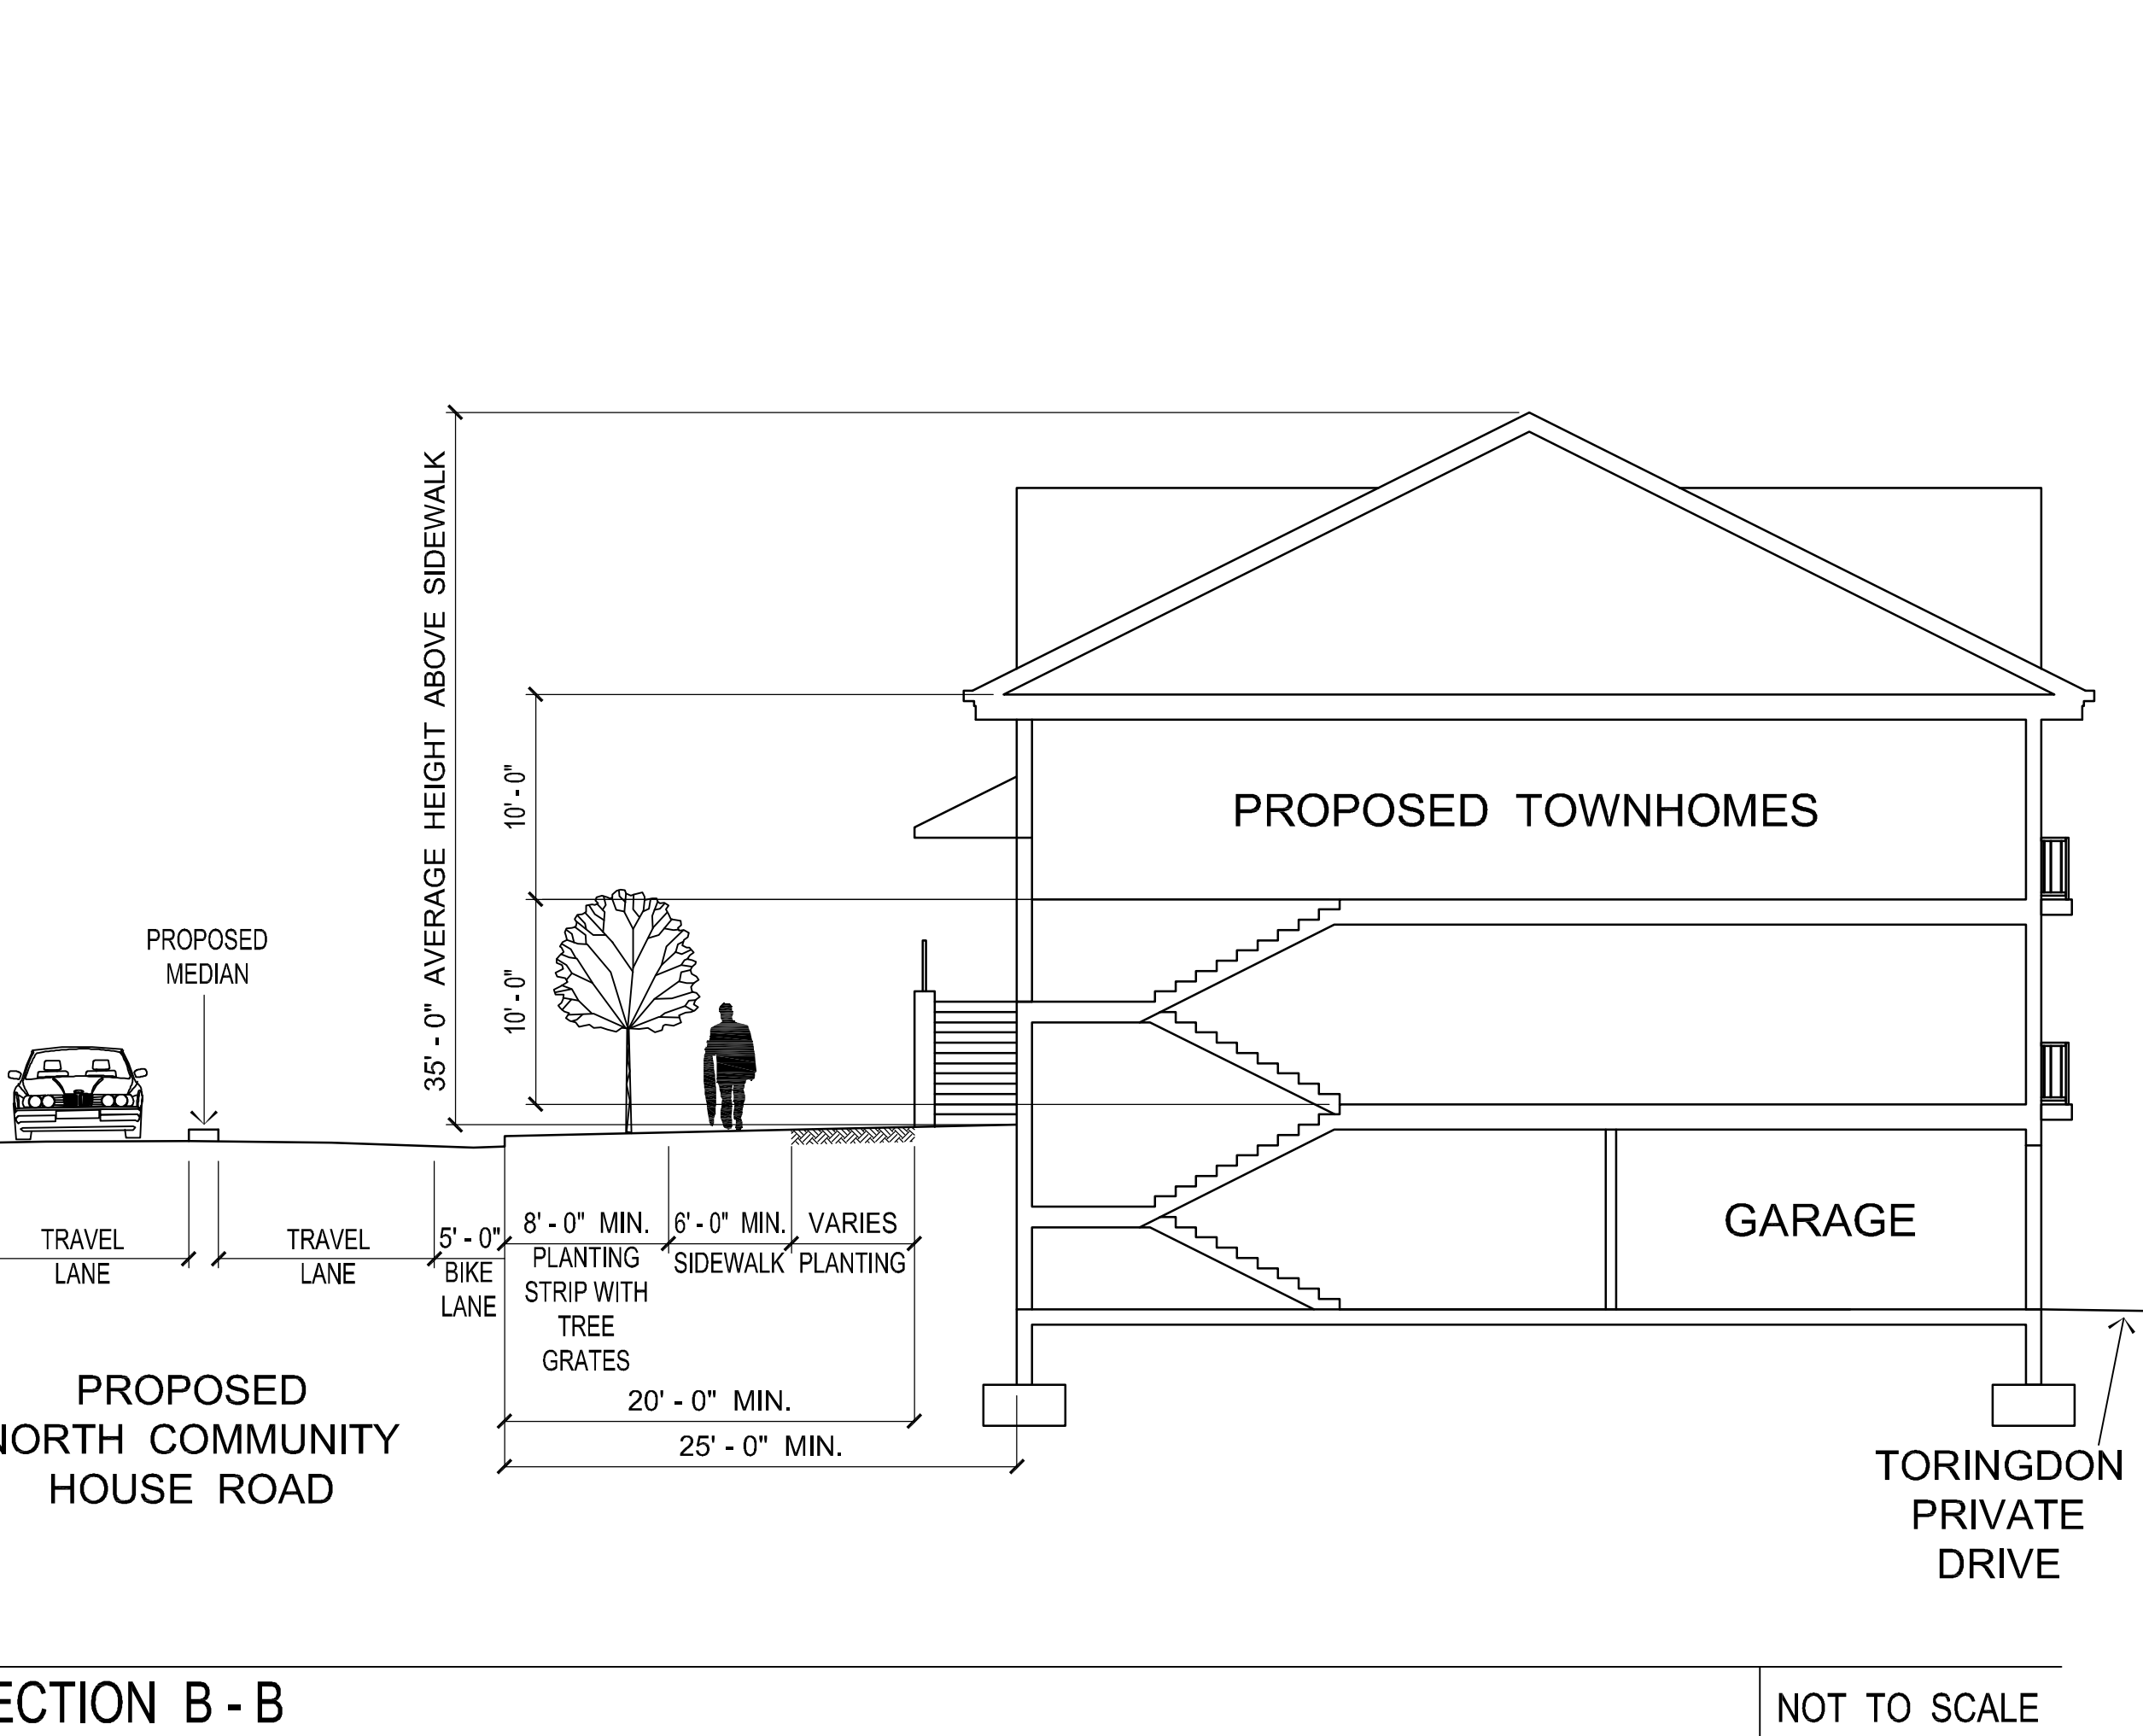 35' - 0" AVERAGE HEIGHT ABOVE SIDEWALK
10' - 0"
10' - 0"
PROPOSED TOWNHOMES
PROPOSED
MEDIAN
GARAGE
TRAVEL
LANE
TRAVEL
LANE
5' - 0"
BIKE
LANE
8' - 0" MIN.
PLANTING
STRIP WITH
TREE
GRATES
6' - 0" MIN.
SIDEWALK
VARIES
PLANTING
20' - 0" MIN.
25' - 0" MIN.
PROPOSED
NORTH COMMUNITY
HOUSE ROAD
TORINGDON
PRIVATE
DRIVE
ECTION B - B
NOT TO SCALE